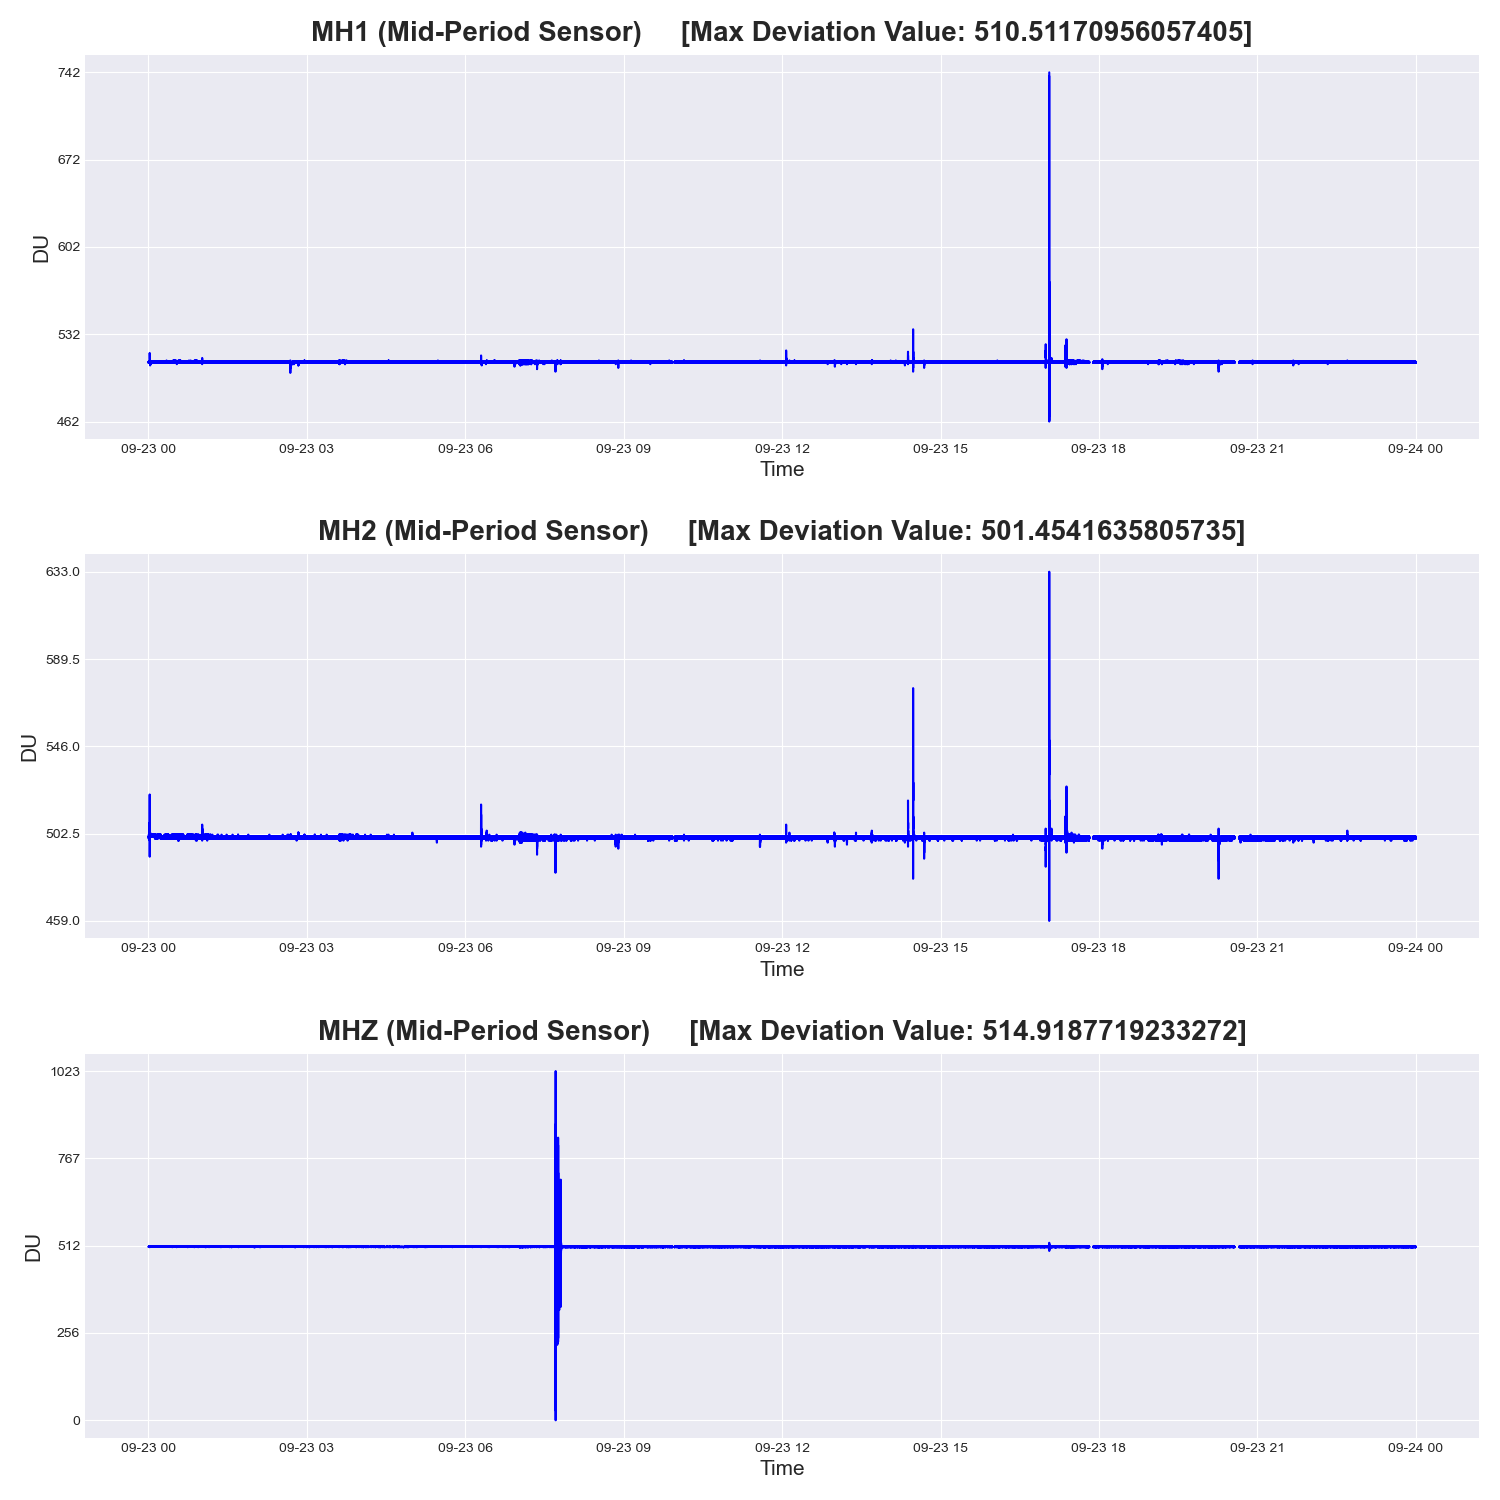 MH1 (Mid-Period Sensor) [Max Deviation Value: 510.51170956057405]
742
672
602
532
462
DU
09-23 00 09-23 03 09-23 06 09-23 09 09-23 12 09-23 15 09-23 18 09-23 21 09-24 00
Time
MH2 (Mid-Period Sensor) [Max Deviation Value: 501.4541635805735]
633.0
589.5
546.0
502.5
459.0
DU
09-23 00 09-23 03 09-23 06 09-23 09 09-23 12 09-23 15 09-23 18 09-23 21 09-24 00
Time
MHZ (Mid-Period Sensor) [Max Deviation Value: 514.9187719233272]
1023
767
512
256
0
DU
09-23 00 09-23 03 09-23 06 09-23 09 09-23 12 09-23 15 09-23 18 09-23 21 09-24 00
Time